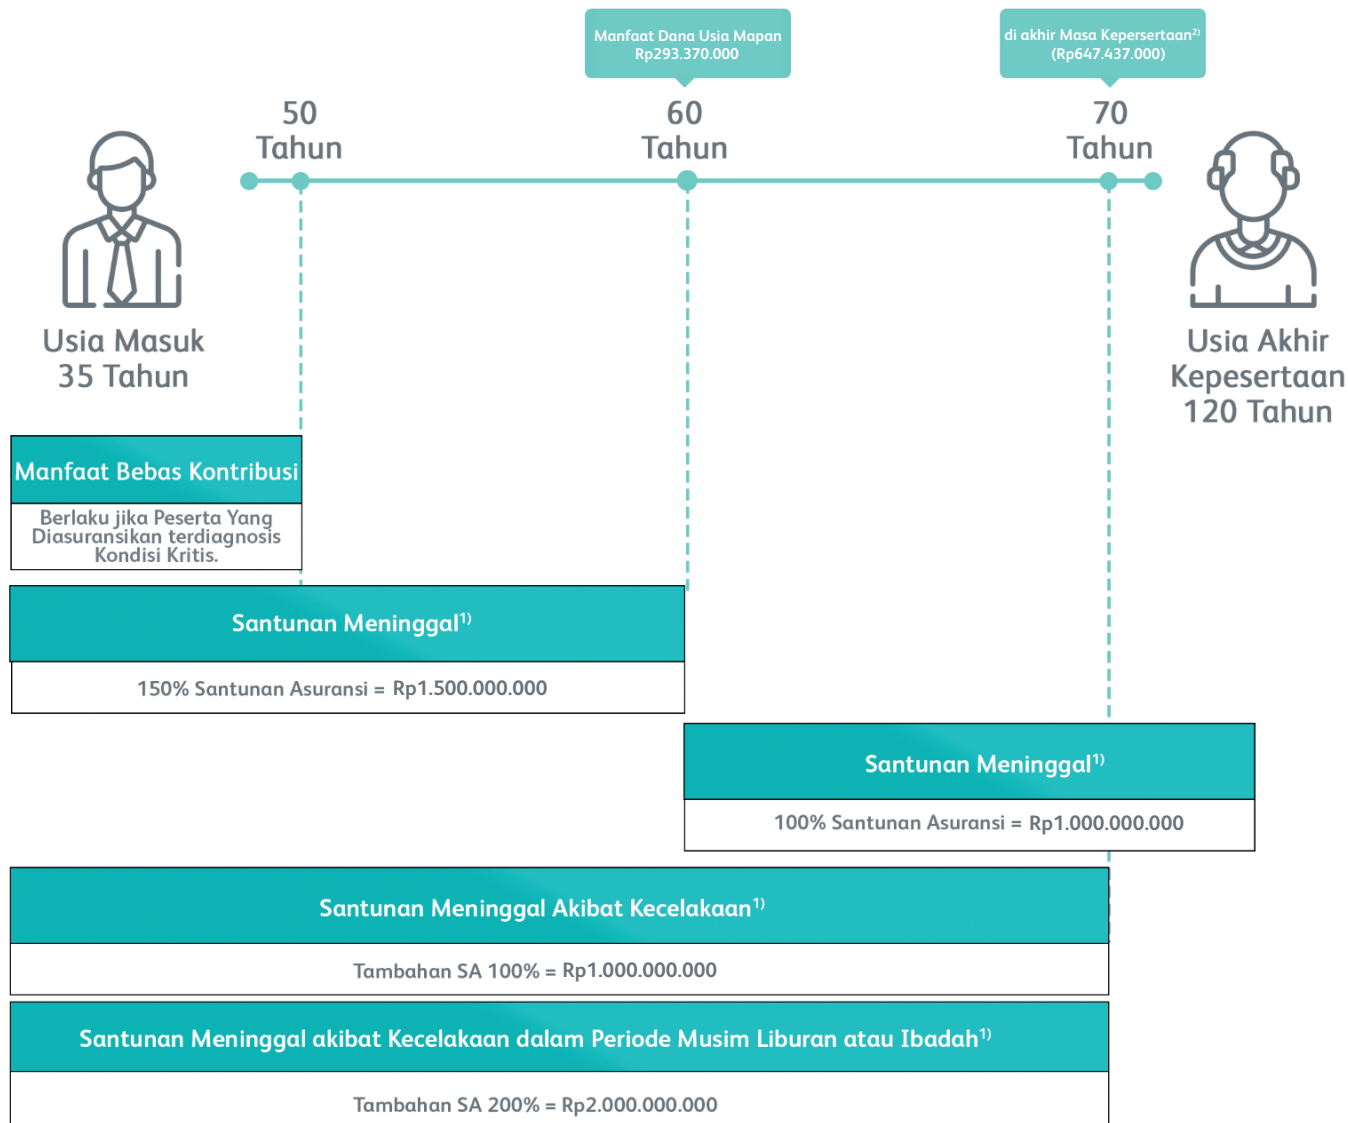 Manfaat Dana Usia Mapan
Rp293.370.000
di akhir Masa Kepersertaan²⁾
(Rp647.437.000)
50
Tahun
60
Tahun
70
Tahun
Usia Masuk
35 Tahun
Usia Akhir
Kepesertaan
120 Tahun
Manfaat Bebas Kontribusi
Berlaku jika Peserta Yang
Diasuransikan terdiagnosis
Kondisi Kritis.
Santunan Meninggal¹⁾
150% Santunan Asuransi = Rp1.500.000.000
Santunan Meninggal¹⁾
100% Santunan Asuransi = Rp1.000.000.000
Santunan Meninggal Akibat Kecelakaan¹⁾
Tambahan SA 100% = Rp1.000.000.000
Santunan Meninggal akibat Kecelakaan dalam Periode Musim Liburan atau Ibadah¹⁾
Tambahan SA 200% = Rp2.000.000.000